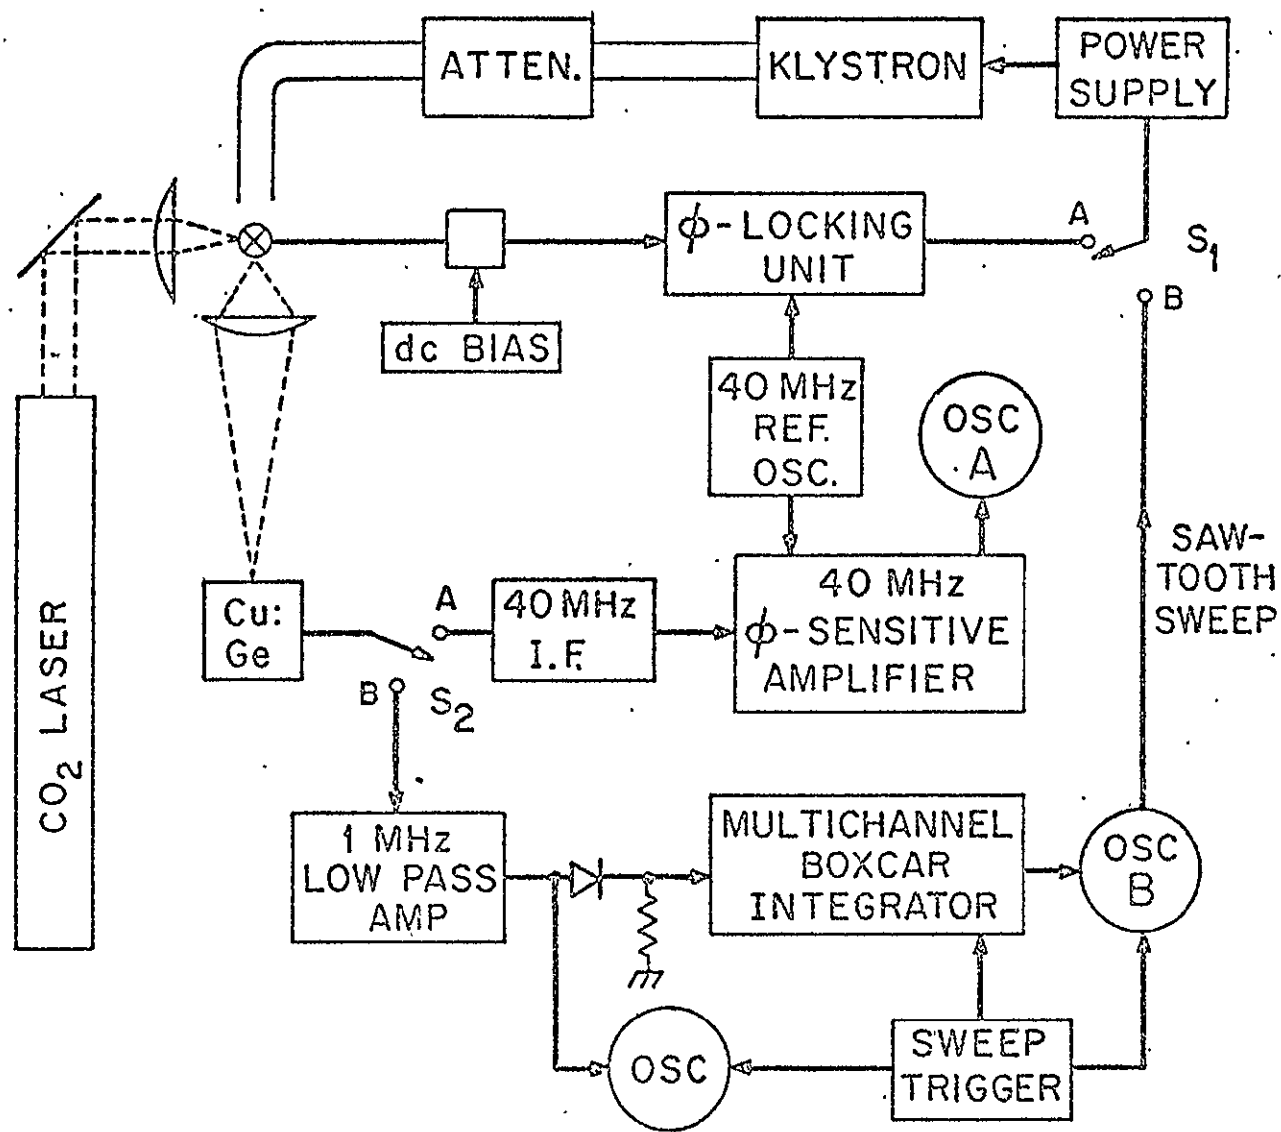 ATTEN.
KLYSTRON
POWER
SUPPLY
ϕ-LOCKING
UNIT
A
S1
B
dc BIAS
40 MHz
REF.
OSC.
OSC
A
SAW-
TOOTH
SWEEP
CO2 LASER
Cu:
Ge
A
B
S2
40 MHz
I.F.
40 MHz
ϕ-SENSITIVE
AMPLIFIER
1 MHz
LOW PASS
AMP
MULTICHANNEL
BOXCAR
INTEGRATOR
OSC
B
OSC
SWEEP
TRIGGER